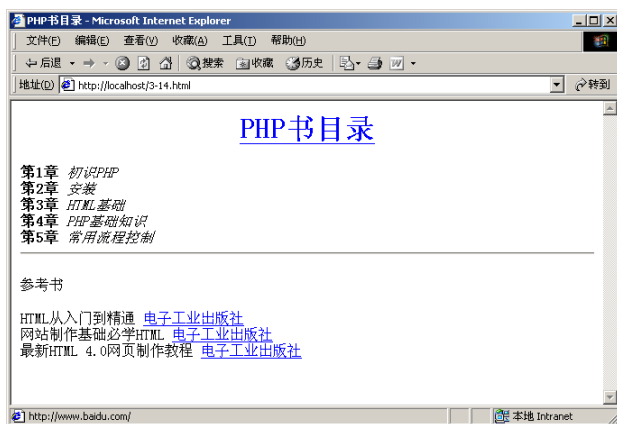 PHP书目录 - Microsoft Internet Explorer
文件(F) 编辑(E) 查看(V) 收藏(A) 工具(T) 帮助(H)
后退 搜索 收藏 历史
地址(D) http://localhost/3-14.html 转到
PHP书目录
第1章 初识PHP
第2章 安装
第3章 HTML基础
第4章 PHP基础知识
第5章 常用流程控制
参考书
HTML从入门到精通 电子工业出版社
网站制作基础必学HTML 电子工业出版社
最新HTML 4.0网页制作教程 电子工业出版社
http://www.baidu.com/ 本地 Intranet